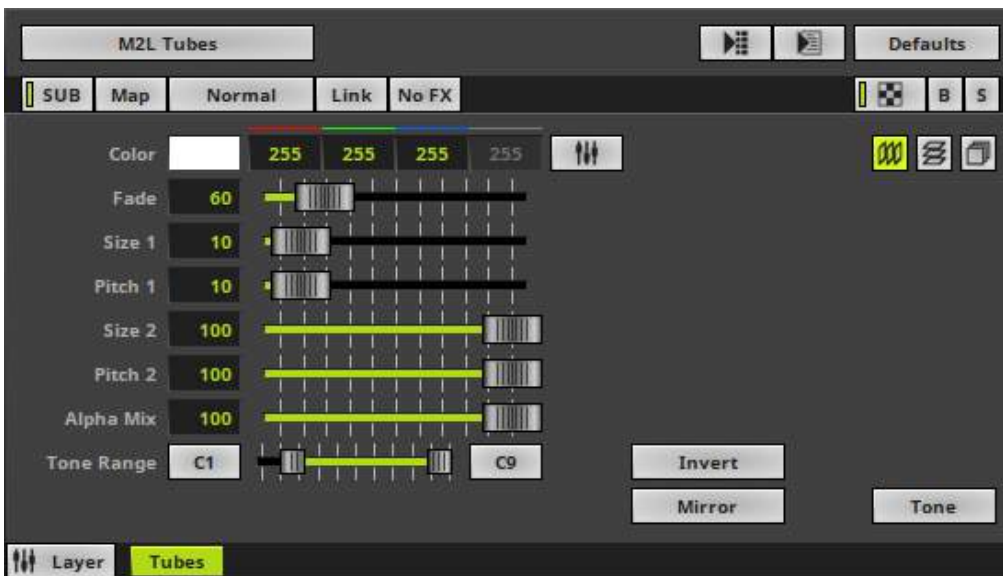 M2L Tubes Defaults
SUB Map Normal Link No FX B S
Color 255 255 255 255
Fade 60
Size 1 10
Pitch 1 10
Size 2 100
Pitch 2 100
Alpha Mix 100
Tone Range C1 C9 Invert
Mirror Tone
Layer Tubes